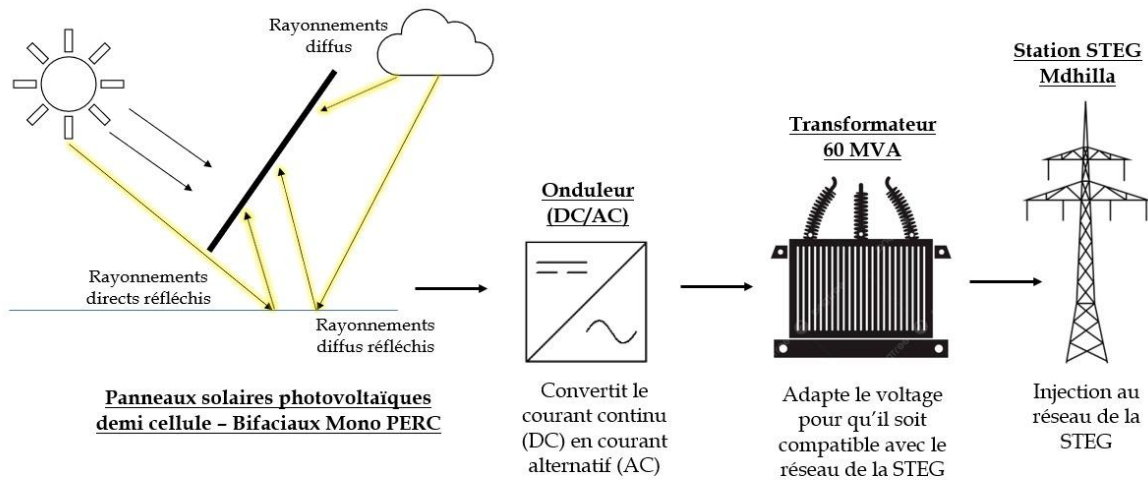 Rayonnements
diffus
Rayonnements
directs réfléchis
Rayonnements
diffus réfléchis
Panneaux solaires photovoltaïques
demi cellule – Bifaciaux Mono PERC
Onduleur
(DC/AC)
Convertit le
courant continu
(DC) en courant
alternatif (AC)
Transformateur
60 MVA
Adapte le voltage
pour qu'il soit
compatible avec le
réseau de la STEG
Station STEG
Mdhilla
Injection au
réseau de la
STEG